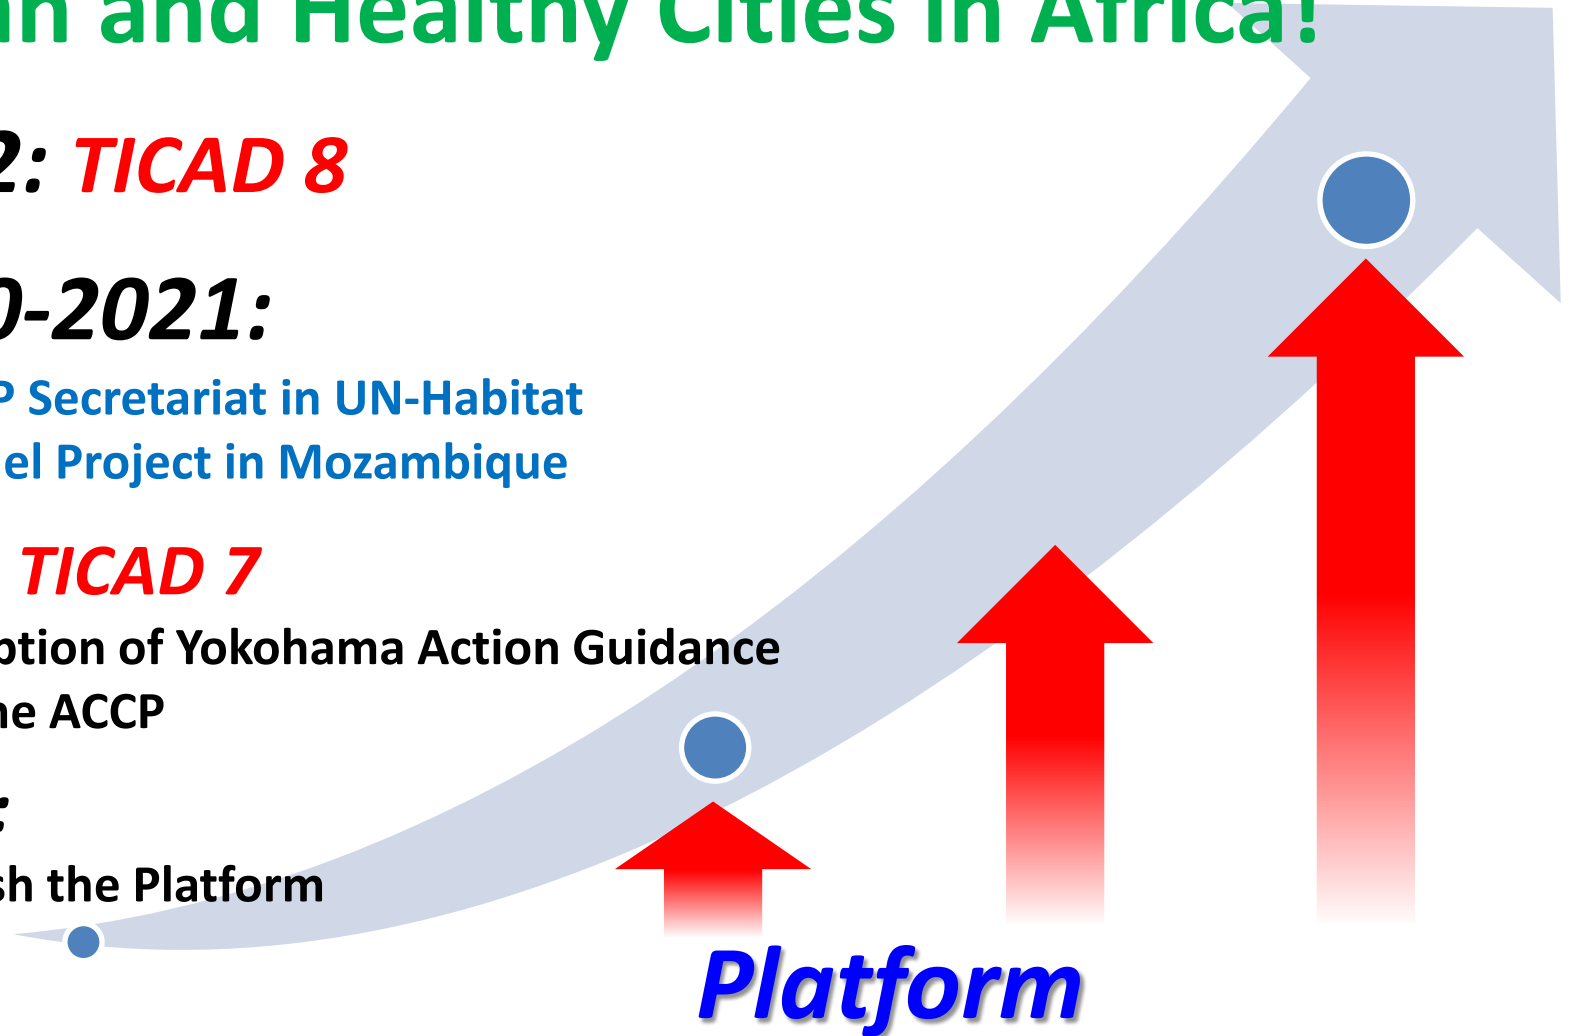 and Healthy Cities in Africa!
2: TICAD 8
0-2021:
P Secretariat in UN-Habitat
el Project in Mozambique
TICAD 7
ption of Yokohama Action Guidance
he ACCP
:
sh the Platform
Platform